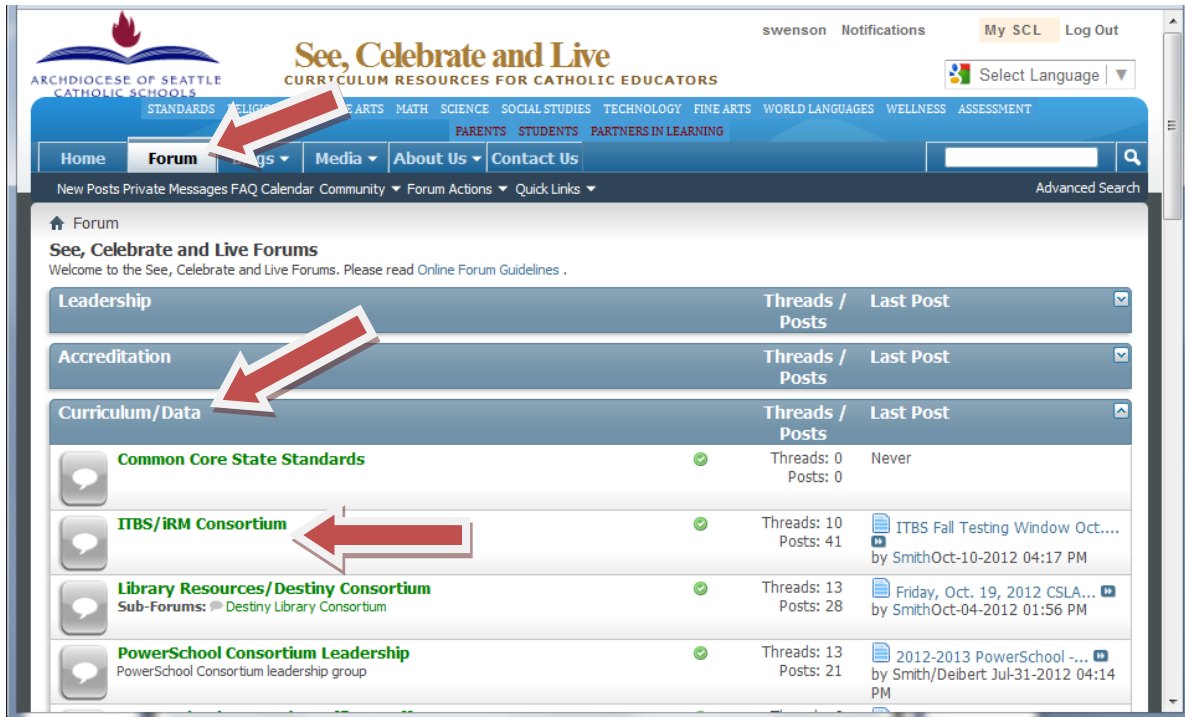 swenson Notifications My SCL Log Out
ARCHDIOCESE OF SEATTLE
CATHOLIC SCHOOLS
See, Celebrate and Live
CURRICULUM RESOURCES FOR CATHOLIC EDUCATORS
Select Language
STANDARDS ARTS MATH SCIENCE SOCIAL STUDIES TECHNOLOGY FINE ARTS WORLD LANGUAGES WELLNESS ASSESSMENT
PARENTS STUDENTS PARTNERS IN LEARNING
Home Forum Media About Us Contact Us
New Posts Private Messages FAQ Calendar Community Forum Actions Quick Links Advanced Search
Forum
See, Celebrate and Live Forums
Welcome to the See, Celebrate and Live Forums. Please read Online Forum Guidelines .
Leadership Threads / Posts Last Post
Accreditation Threads / Posts Last Post
Curriculum/Data Threads / Posts Last Post
Common Core State Standards Threads: 0 Never
Posts: 0
ITBS/iRM Consortium Threads: 10 ITBS Fall Testing Window Oct....
Posts: 41
by SmithOct-10-2012 04:17 PM
Library Resources/Destiny Consortium Threads: 13 Friday, Oct. 19, 2012 CSLA...
Sub-Forums: Destiny Library Consortium Posts: 28 by SmithOct-04-2012 01:56 PM
PowerSchool Consortium Leadership Threads: 13 2012-2013 PowerSchool -...
PowerSchool Consortium leadership group Posts: 21 by Smith/Deibert Jul-31-2012 04:14
PM